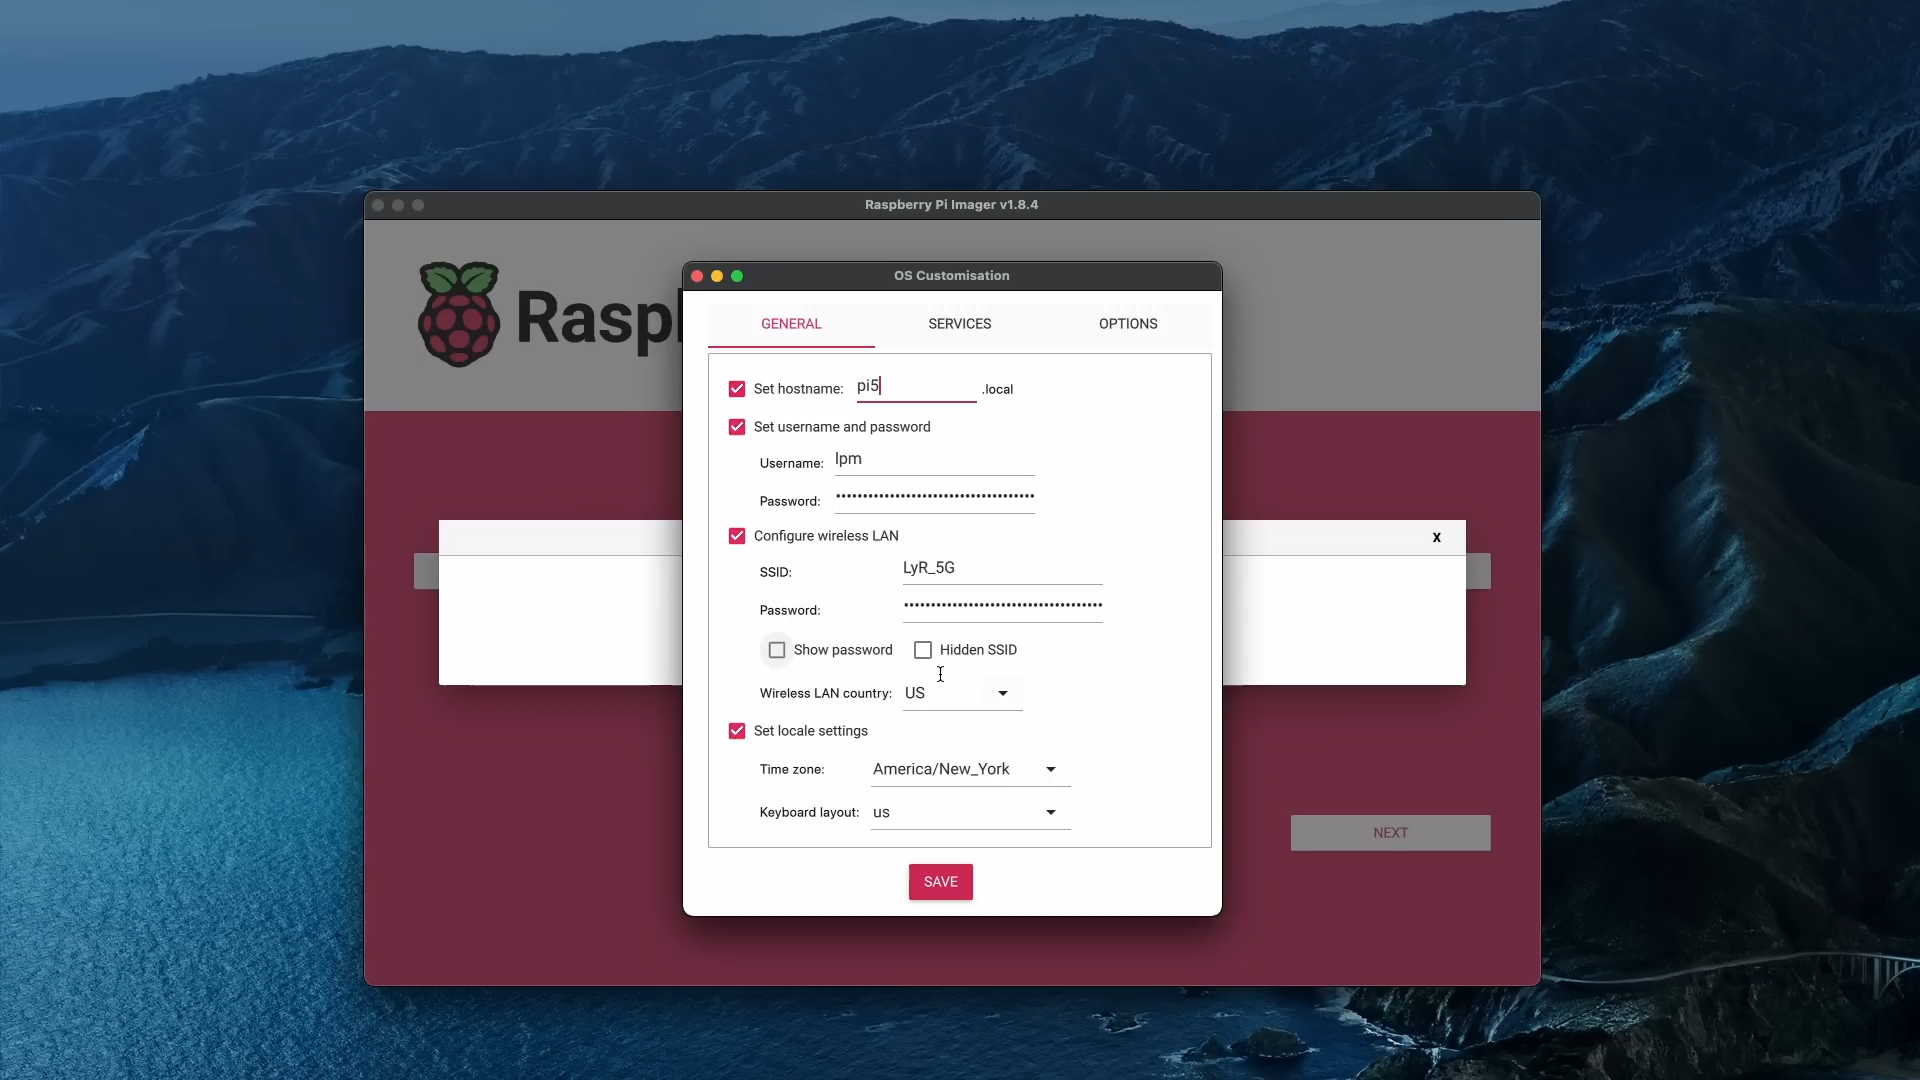 Raspberry Pi Imager v1.8.4
Rasp
OS Customisation
GENERAL SERVICES OPTIONS
Set hostname: pi5 .local
Set username and password
Username: lpm
Password: •••••••••••••••••••••••••••••••••••••
Configure wireless LAN
SSID: LyR_5G
Password: •••••••••••••••••••••••••••••••••••••
Show password Hidden SSID
Wireless LAN country: US
Set locale settings
Time zone: America/New_York
Keyboard layout: us
SAVE
X
NEXT